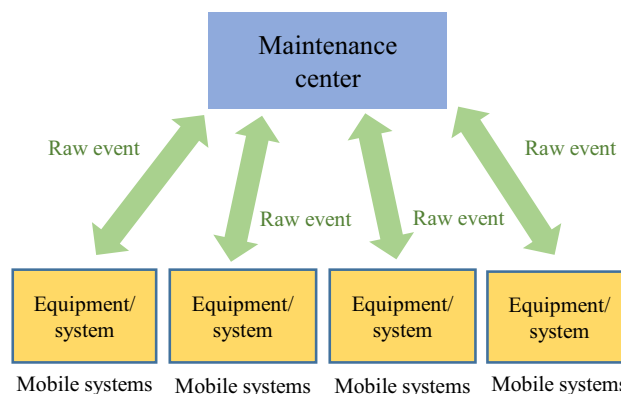 Maintenance
center
Raw event
Raw event
Raw event
Raw event
Equipment/
system
Equipment/
system
Equipment/
system
Equipment/
system
Mobile systems
Mobile systems
Mobile systems
Mobile systems